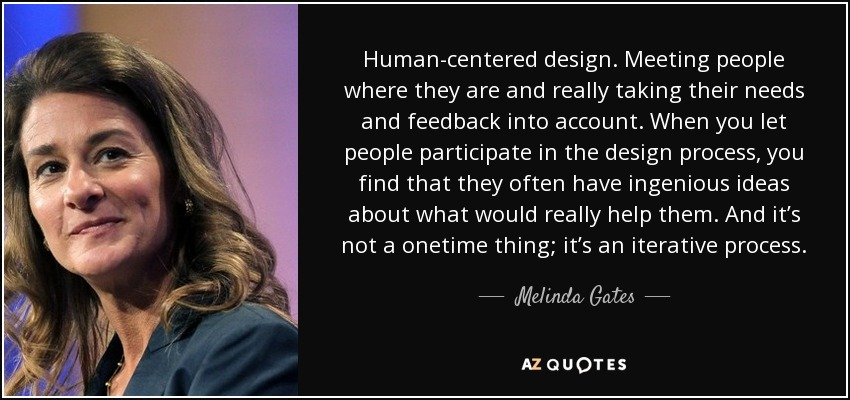 Human-centered design. Meeting people
where they are and really taking their needs
and feedback into account. When you let
people participate in the design process, you
find that they often have ingenious ideas
about what would really help them. And it’s
not a onetime thing; it’s an iterative process.
Melinda Gates
AZ QUOTES